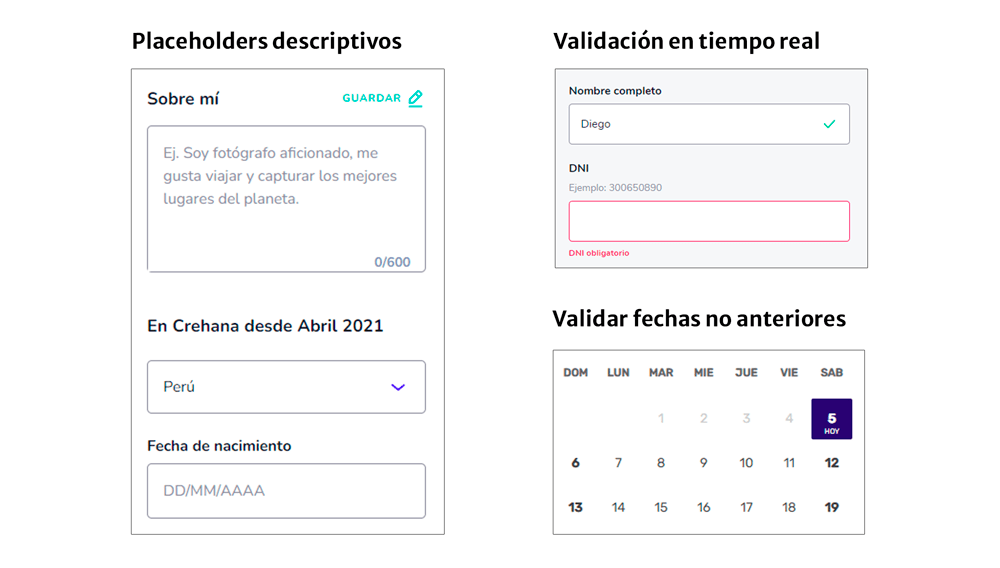 Placeholders descriptivos
Sobre mí
GUARDAR
Ej. Soy fotógrafo aficionado, me
gusta viajar y capturar los mejores
lugares del planeta.
0/600
En Crehana desde Abril 2021
Perú
Fecha de nacimiento
DD/MM/AAAA
Validación en tiempo real
Nombre completo
Diego
DNI
Ejemplo: 300650890
DNI obligatorio
Validar fechas no anteriores
DOM LUN MAR MIE JUE VIE SAB
1 2 3 4 5
HOY
6 7 8 9 10 11 12
13 14 15 16 17 18 19